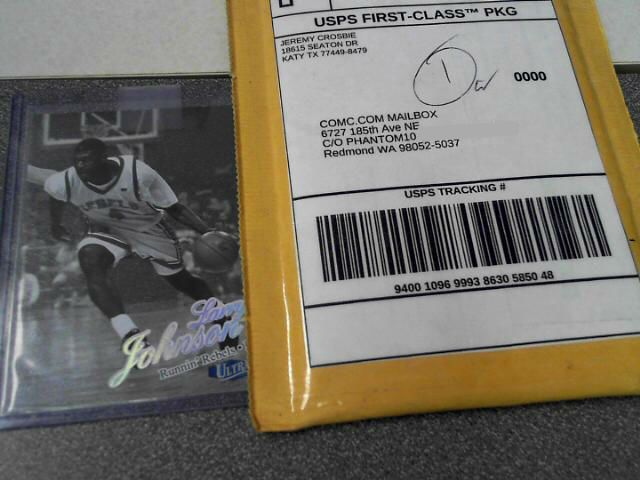 USPS FIRST-CLASS™ PKG
JEREMY CROSBIE
18615 SEATON DR
KATY TX 77449-8479
0000
COMC.COM MAILBOX
6727 185th Ave NE
C/O PHANTOM10
Redmond WA 98052-5037
USPS TRACKING #
9400 1096 9993 8630 5850 48
Larry
Johnson
Runnin' Rebels
ULTRA